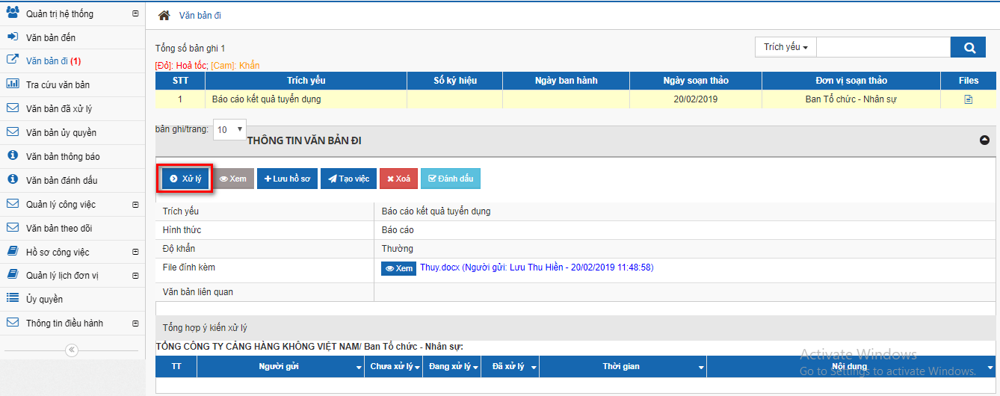 Quản trị hệ thống
Văn bản đến
Văn bản đi (1)
Tra cứu văn bản
Văn bản đã xử lý
Văn bản ủy quyền
Văn bản thông báo
Văn bản đánh dấu
Quản lý công việc
Văn bản theo dõi
Hồ sơ công việc
Quản lý lịch đơn vị
Ủy quyền
Thông tin điều hành
Văn bản đi
Tổng số bản ghi 1
Trích yếu
[Đỏ]: Hoả tốc; [Cam]: Khẩn
STT Trích yếu Số ký hiệu Ngày ban hành Ngày soạn thảo Đơn vị soạn thảo Files
1 Báo cáo kết quả tuyển dụng 20/02/2019 Ban Tổ chức - Nhân sự
bản ghi/trang: 10
THÔNG TIN VĂN BẢN ĐI
Xử lý Xem Lưu hồ sơ Tạo việc Xoá Đánh dấu
Trích yếu Báo cáo kết quả tuyển dụng
Hình thức Báo cáo
Độ khẩn Thường
File đính kèm Xem Thuy.docx (Người gửi: Lưu Thu Hiền - 20/02/2019 11:48:58)
Văn bản liên quan
Tổng hợp ý kiến xử lý
TỔNG CÔNG TY CẢNG HÀNG KHÔNG VIỆT NAM/ Ban Tổ chức - Nhân sự:
TT Người gửi Chưa xử lý Đang xử lý Đã xử lý Thời gian Nội dung
Activate Windows
Go to Settings to activate Windows.